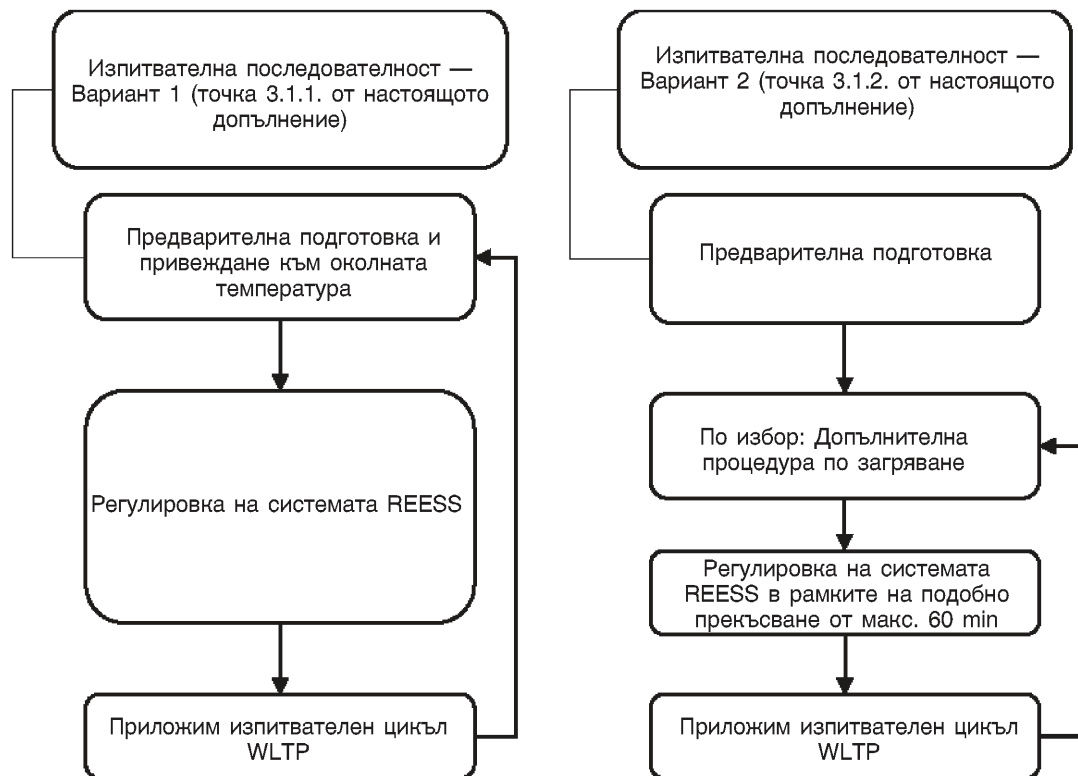 Изпитвателна последователност —
Вариант 1 (точка 3.1.1. от настоящото
допълнение)
Предварителна подготовка и
привеждане към околната
температура
Регулировка на системата REESS
Приложим изпитвателен цикъл
WLTP
Изпитвателна последователност —
Вариант 2 (точка 3.1.2. от настоящото
допълнение)
Предварителна подготовка
По избор: Допълнителна
процедура по загряване
Регулировка на системата
REESS в рамките на подобно
прекъсване от макс. 60 min
Приложим изпитвателен цикъл
WLTP